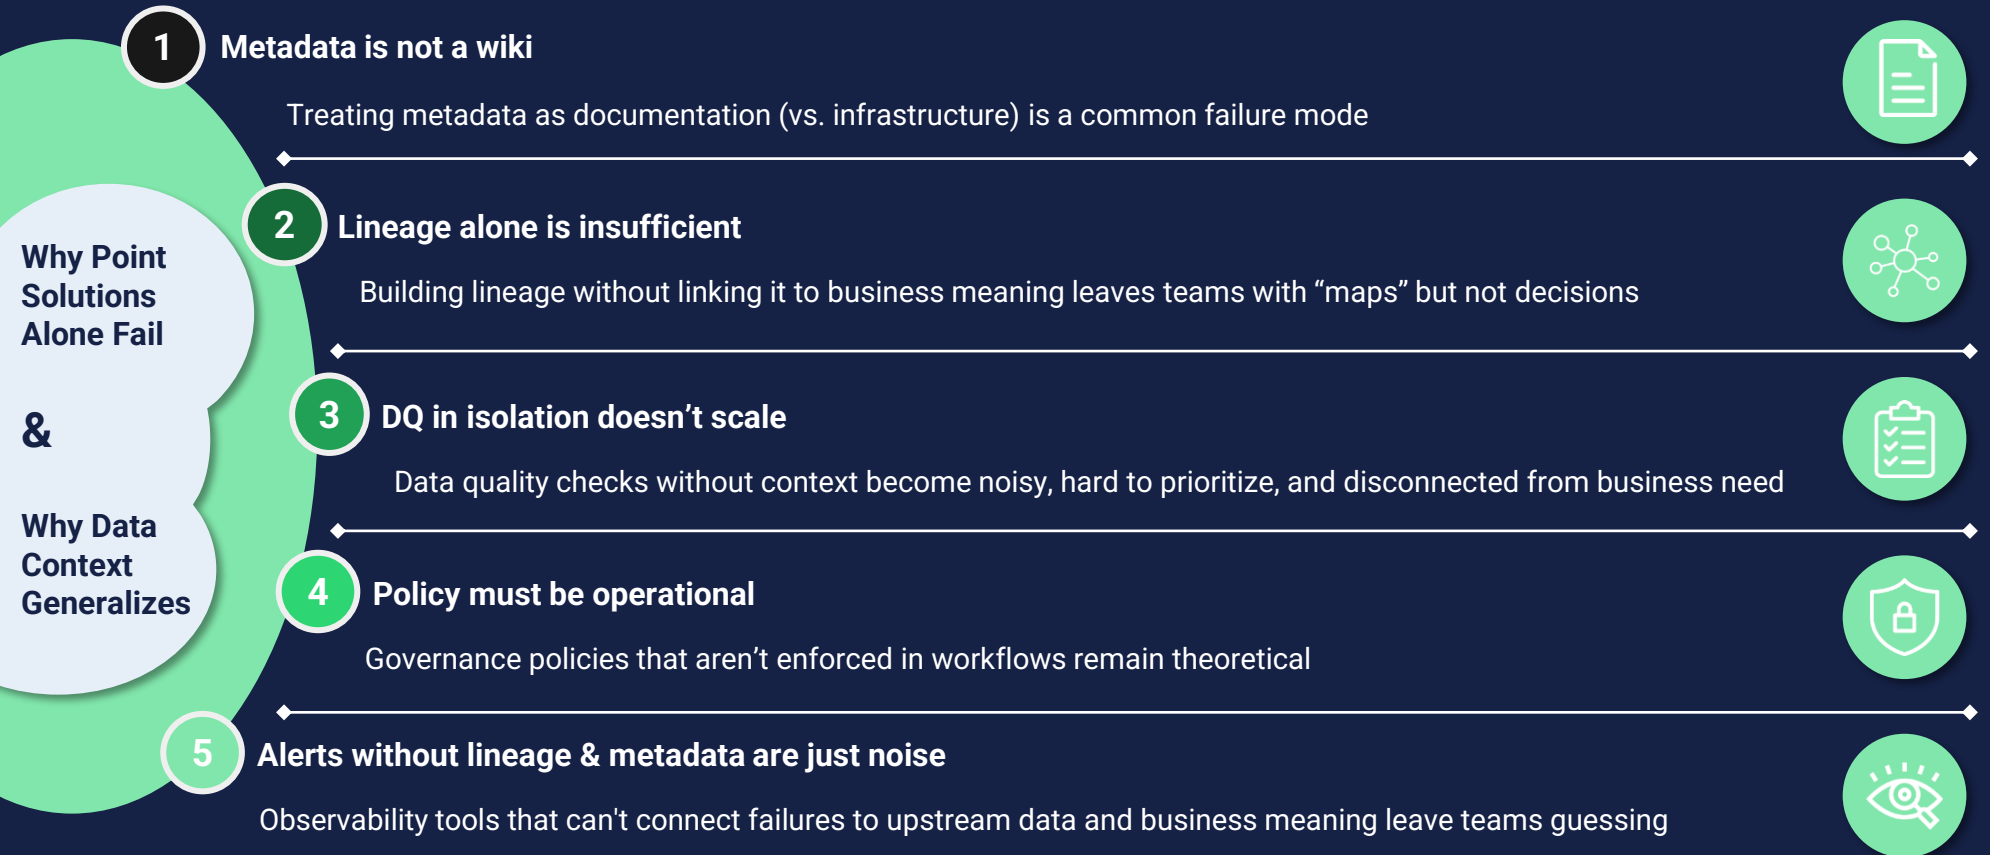 Why Point
Solutions
Alone Fail
&
Why Data
Context
Generalizes
1
Metadata is not a wiki
Treating metadata as documentation (vs. infrastructure) is a common failure mode
2
Lineage alone is insufficient
Building lineage without linking it to business meaning leaves teams with “maps” but not decisions
3
DQ in isolation doesn’t scale
Data quality checks without context become noisy, hard to prioritize, and disconnected from business need
4
Policy must be operational
Governance policies that aren’t enforced in workflows remain theoretical
5
Alerts without lineage & metadata are just noise
Observability tools that can't connect failures to upstream data and business meaning leave teams guessing